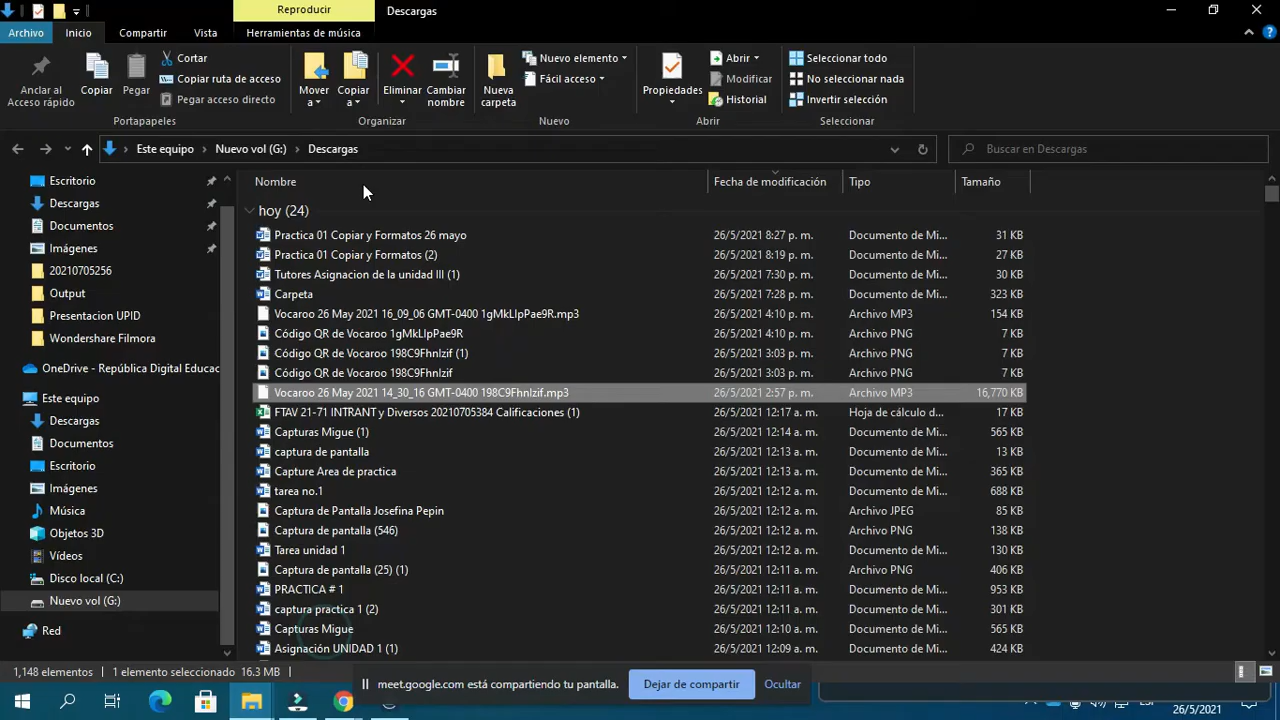 Reproducir
Descargas
Archivo
Inicio
Compartir
Vista
Herramientas de música
Anclar al
Acceso rápido
Copiar
Pegar
Cortar
Copiar ruta de acceso
Pegar acceso directo
Portapapeles
Mover
a
Copiar
a
Eliminar
Cambiar
nombre
Organizar
Nueva
carpeta
Nuevo elemento
Fácil acceso
Nuevo
Propiedades
Abrir
Modificar
Historial
Abrir
Seleccionar todo
No seleccionar nada
Invertir selección
Seleccionar
Este equipo > Nuevo vol (G:) > Descargas
Buscar en Descargas
Escritorio
Descargas
Documentos
Imágenes
20210705256
Output
Presentacion UPID
Wondershare Filmora
OneDrive - República Digital Educac
Este equipo
Descargas
Documentos
Escritorio
Imágenes
Música
Objetos 3D
Vídeos
Disco local (C:)
Nuevo vol (G:)
Red
Nombre Fecha de modificación Tipo Tamaño
hoy (24)
Practica 01 Copiar y Formatos 26 mayo 26/5/2021 8:27 p. m. Documento de Mi... 31 KB
Practica 01 Copiar y Formatos (2) 26/5/2021 8:19 p. m. Documento de Mi... 27 KB
Tutores Asignacion de la unidad III (1) 26/5/2021 7:30 p. m. Documento de Mi... 30 KB
Carpeta 26/5/2021 7:28 p. m. Documento de Mi... 323 KB
Vocaroo 26 May 2021 16_09_06 GMT-0400 1gMkLlpPae9R.mp3 26/5/2021 4:10 p. m. Archivo MP3 154 KB
Código QR de Vocaroo 1gMkLlpPae9R 26/5/2021 4:10 p. m. Archivo PNG 7 KB
Código QR de Vocaroo 198C9Fhnlzif (1) 26/5/2021 3:03 p. m. Archivo PNG 7 KB
Código QR de Vocaroo 198C9Fhnlzif 26/5/2021 3:03 p. m. Archivo PNG 7 KB
Vocaroo 26 May 2021 14_30_16 GMT-0400 198C9Fhnlzif.mp3 26/5/2021 2:57 p. m. Archivo MP3 16,770 KB
FTAV 21-71 INTRANT y Diversos 20210705384 Calificaciones (1) 26/5/2021 12:17 a. m. Hoja de cálculo d... 17 KB
Capturas Migue (1) 26/5/2021 12:14 a. m. Documento de Mi... 565 KB
captura de pantalla 26/5/2021 12:13 a. m. Documento de Mi... 13 KB
Capture Area de practica 26/5/2021 12:13 a. m. Documento de Mi... 365 KB
tarea no.1 26/5/2021 12:12 a. m. Documento de Mi... 688 KB
Captura de Pantalla Josefina Pepin 26/5/2021 12:12 a. m. Archivo JPEG 85 KB
Captura de pantalla (546) 26/5/2021 12:12 a. m. Archivo PNG 138 KB
Tarea unidad 1 26/5/2021 12:12 a. m. Documento de Mi... 130 KB
Captura de pantalla (25) (1) 26/5/2021 12:11 a. m. Archivo PNG 406 KB
PRACTICA # 1 26/5/2021 12:11 a. m. Documento de Mi... 953 KB
captura practica 1 (2) 26/5/2021 12:11 a. m. Documento de Mi... 301 KB
Capturas Migue 26/5/2021 12:10 a. m. Documento de Mi... 565 KB
Asignación UNIDAD 1 (1) 26/5/2021 12:09 a. m. Documento de Mi... 424 KB
1,148 elementos 1 elemento seleccionado 16.3 MB
meet.google.com está compartiendo tu pantalla. Dejar de compartir Ocultar
26/5/2021